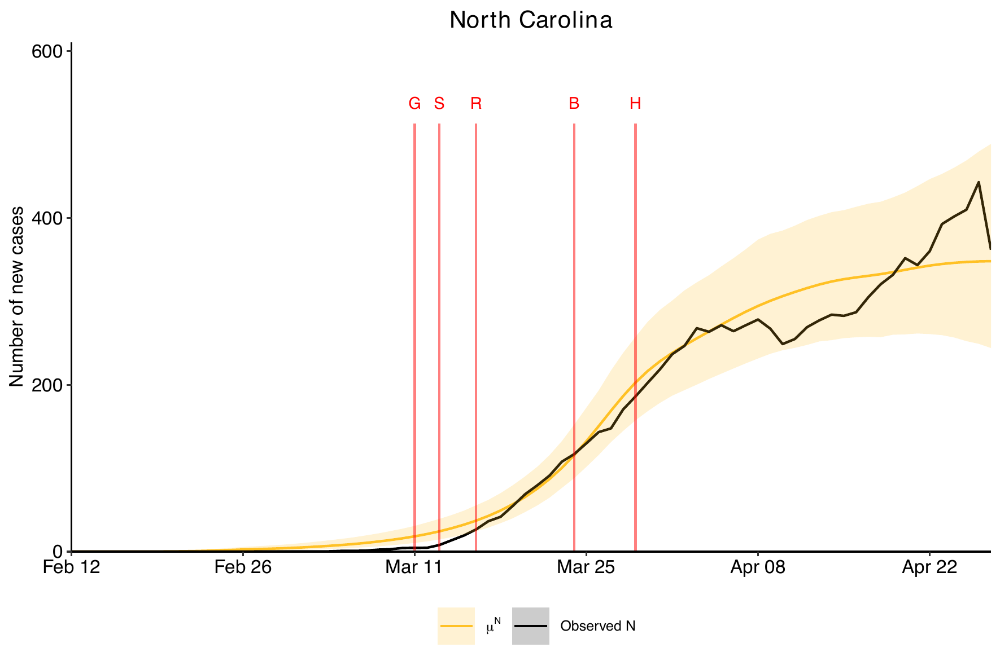 North Carolina
600
G S R B H
400
200
0
Number of new cases
Feb 12 Feb 26 Mar 11 Mar 25 Apr 08 Apr 22
μN Observed N